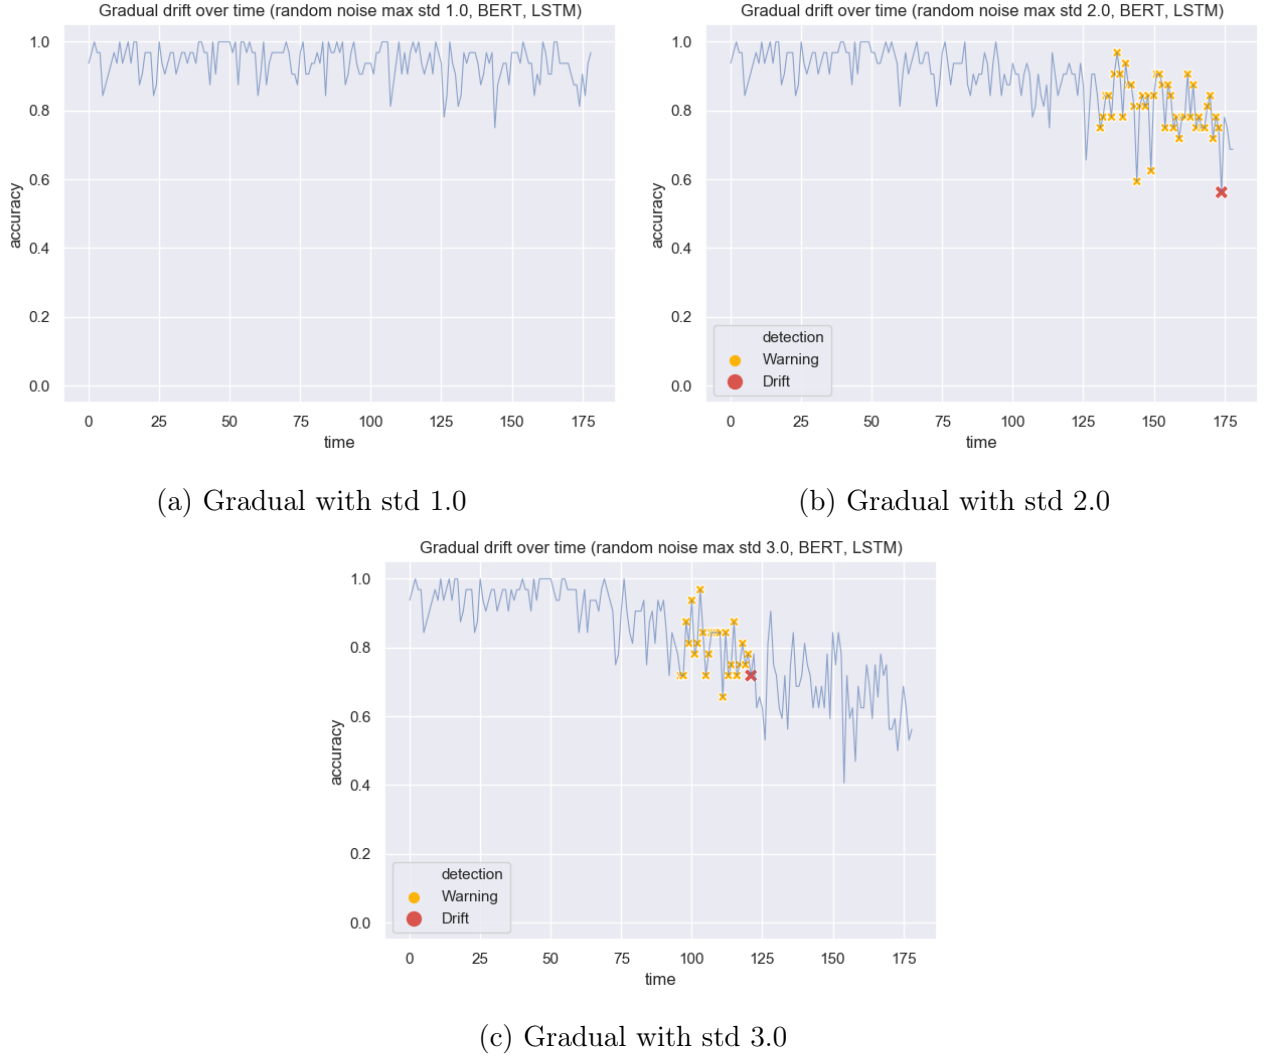 Gradual drift over time (random noise max std 1.0, BERT, LSTM)
1.0
0.8
0.6
0.4
0.2
0.0
accuracy
0 25 50 75 100 125 150 175
time
(a) Gradual with std 1.0
Gradual drift over time (random noise max std 2.0, BERT, LSTM)
1.0
0.8
0.6
0.4
0.2
0.0
accuracy
detection
Warning
Drift
0 25 50 75 100 125 150 175
time
(b) Gradual with std 2.0
Gradual drift over time (random noise max std 3.0, BERT, LSTM)
1.0
0.8
0.6
0.4
0.2
0.0
accuracy
detection
Warning
Drift
0 25 50 75 100 125 150 175
time
(c) Gradual with std 3.0